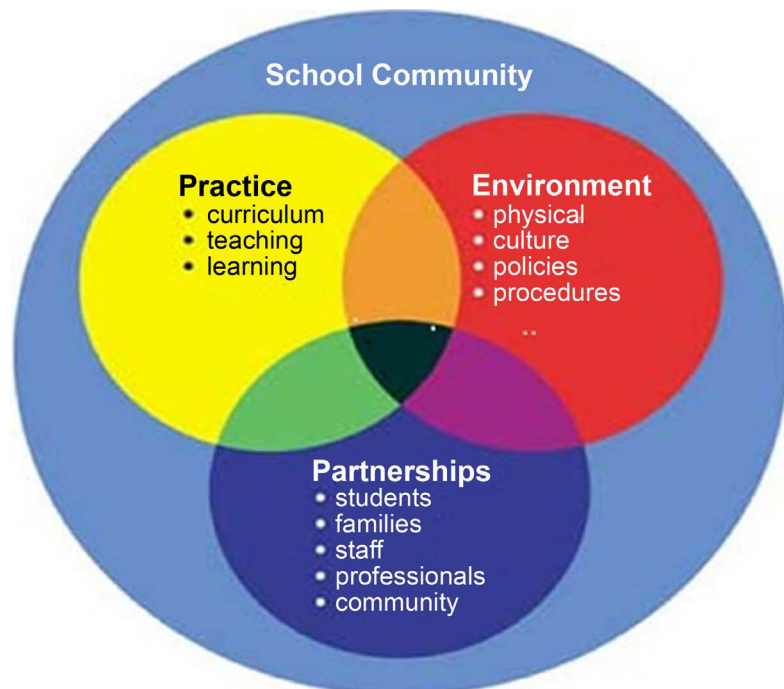 School Community
Practice
• curriculum
• teaching
• learning
Environment
• physical
• culture
• policies
• procedures
Partnerships
• students
• families
• staff
• professionals
• community